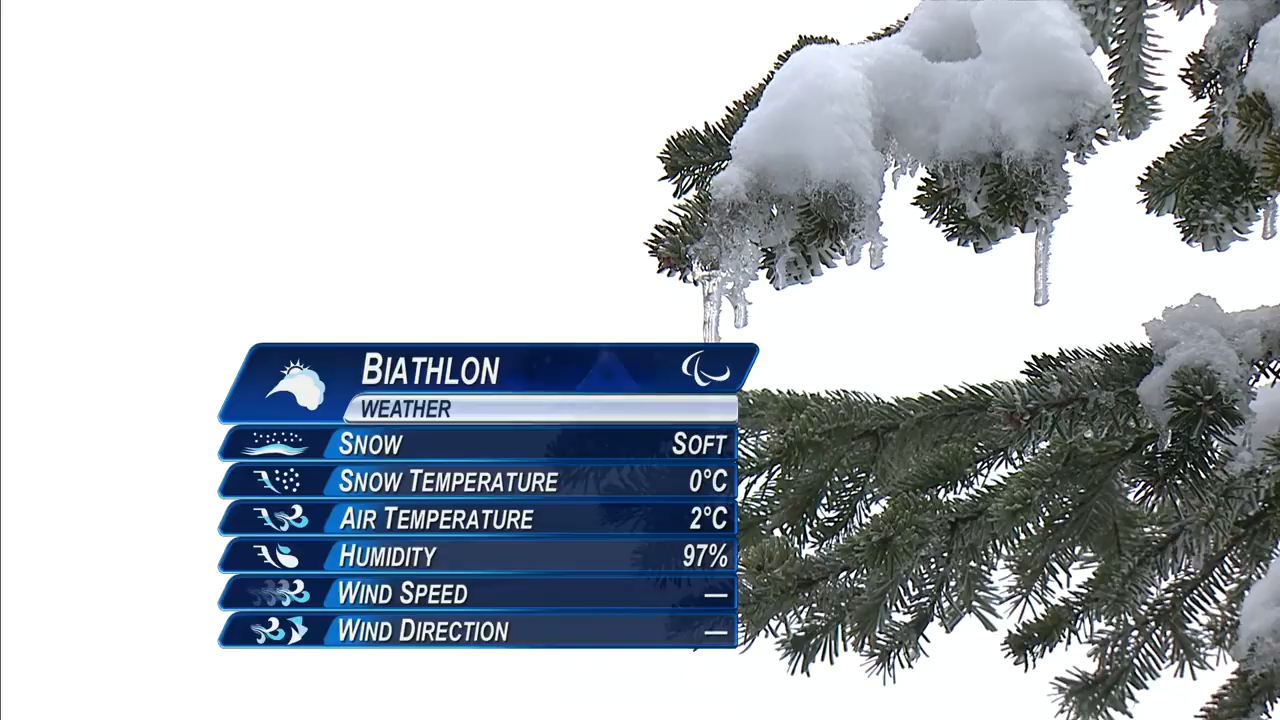 BIATHLON
WEATHER
SNOW SOFT
SNOW TEMPERATURE 0°C
AIR TEMPERATURE 2°C
HUMIDITY 97%
WIND SPEED —
WIND DIRECTION —